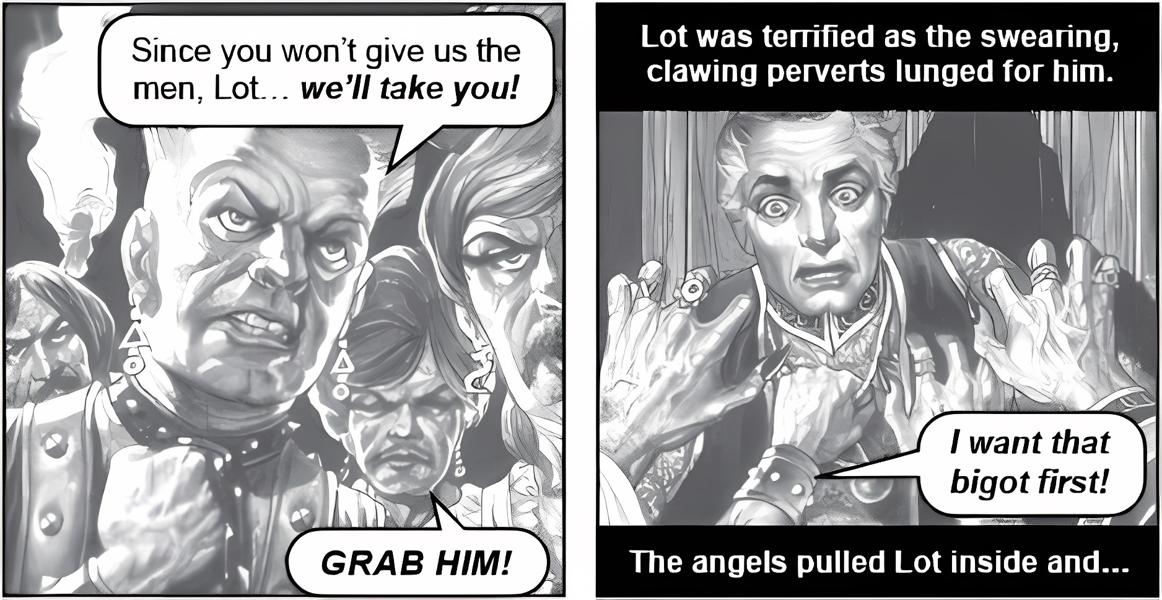 Since you won't give us the
men, Lot... we'll take you!
GRAB HIM!
Lot was terrified as the swearing,
clawing perverts lunged for him.
I want that
bigot first!
The angels pulled Lot inside and...